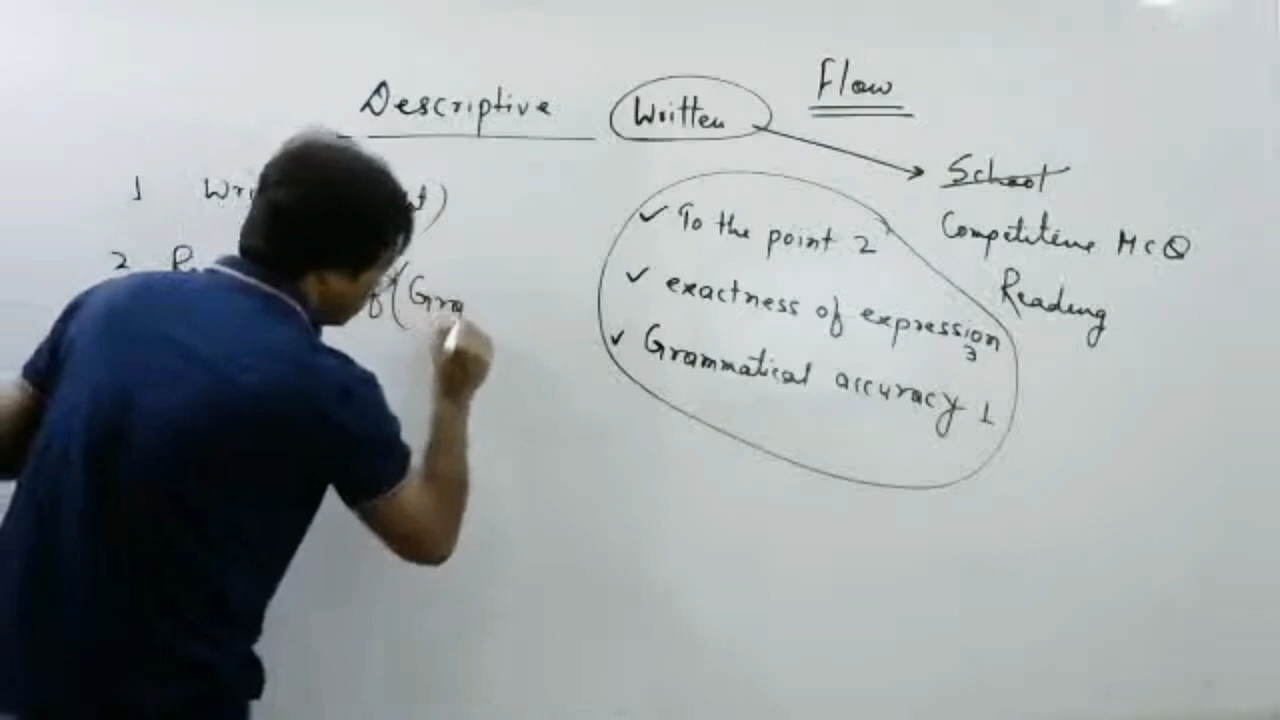 Descriptive Written Flow
1
2
School
Competitive MCQ
Reading
To the point 2
exactness of expression
3
Grammatical accuracy 1